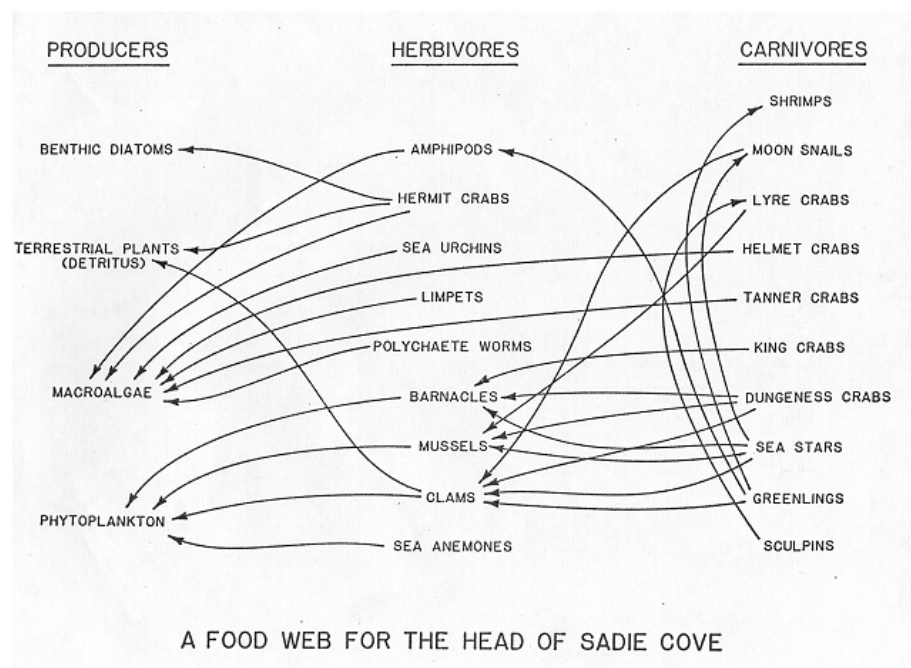 PRODUCERS
BENTHIC DIATOMS
TERRESTRIAL PLANTS
(DETRITUS)
MACROALGAE
PHYTOPLANKTON
HERBIVORES
AMPHIPODS
HERMIT CRABS
SEA URCHINS
LIMPETS
POLYCHAETE WORMS
BARNACLES
MUSSELS
CLAMS
SEA ANEMONES
CARNIVORES
SHRIMPS
MOON SNAILS
LYRE CRABS
HELMET CRABS
TANNER CRABS
KING CRABS
DUNGENESS CRABS
SEA STARS
GREENLINGS
SCULPINS
A FOOD WEB FOR THE HEAD OF SADIE COVE